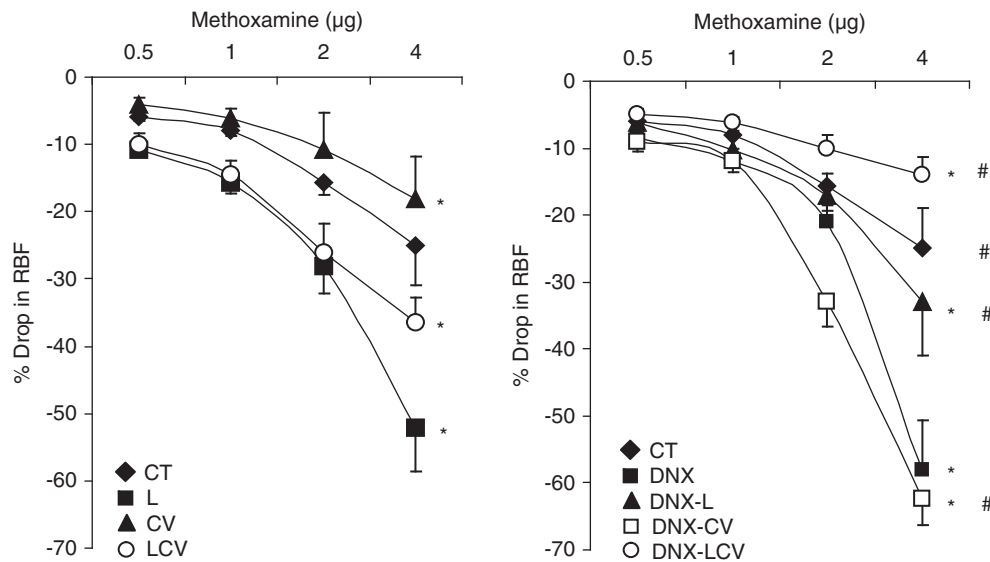 Methoxamine (µg)
0.5 1 2 4
0
-10
-20
-30
-40
-50
-60
-70
% Drop in RBF
*
*
*
CT
L
CV
LCV
Methoxamine (µg)
0.5 1 2 4
0
-10
-20
-30
-40
-50
-60
-70
% Drop in RBF
* #
#
* #
*
* #
CT
DNX
DNX-L
DNX-CV
DNX-LCV